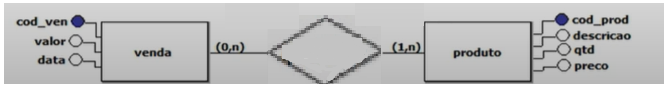 cod_ven
valor
data
venda
(0,n)
(1,n)
produto
cod_prod
descricao
qtd
preco